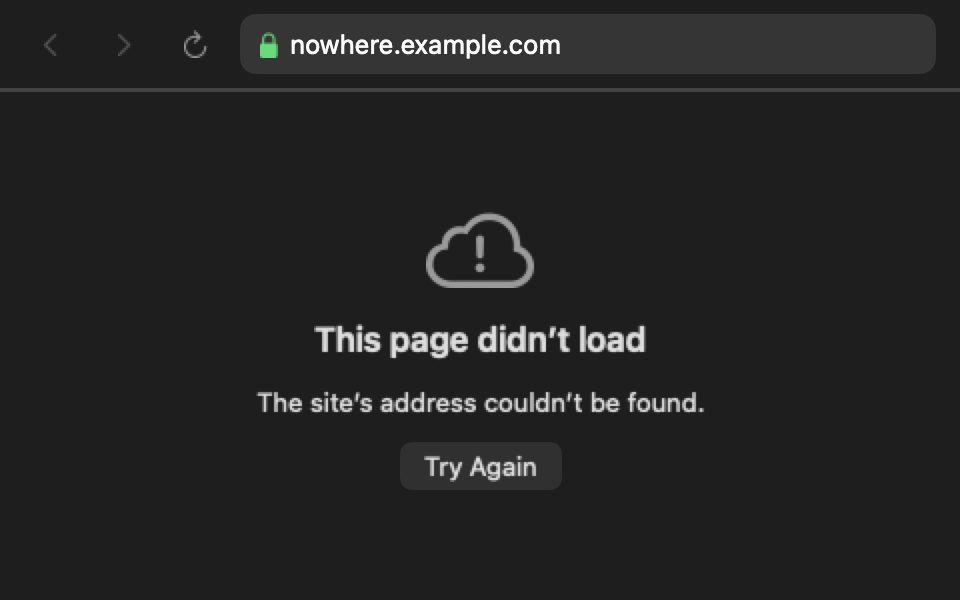 nowhere.example.com
This page didn’t load
The site’s address couldn’t be found.
Try Again